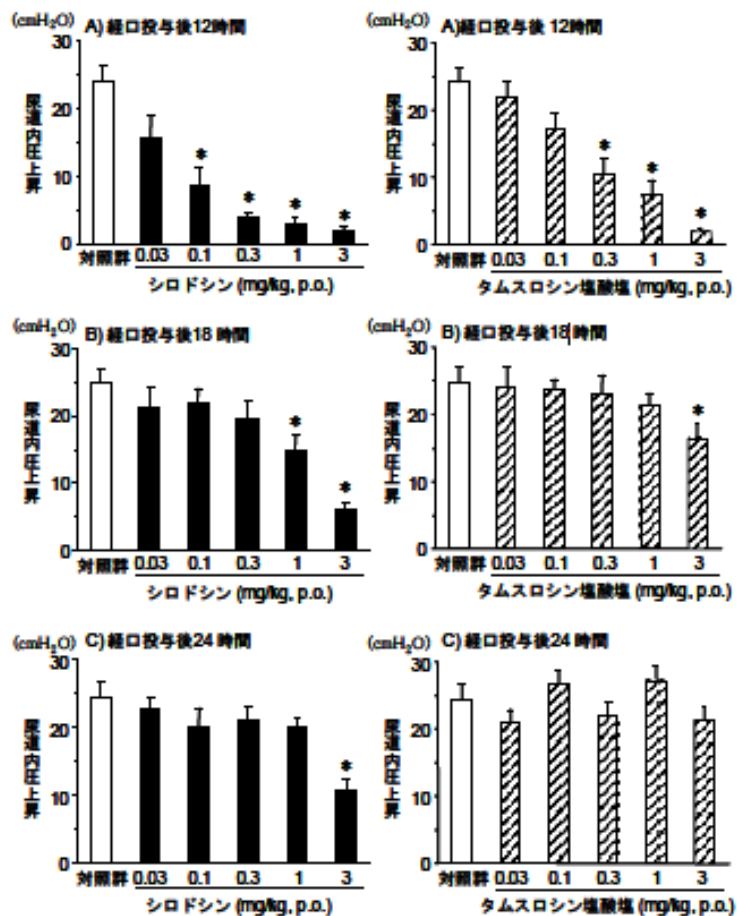 (cmH₂O) A) 経口投与後12時間
尿道内圧上昇
30
20
10
0
* * * *
対照群 0.03 0.1 0.3 1 3
シロドシン (mg/kg, p.o.)
(cmH₂O) A)経口投与後 12時間
尿道内圧上昇
30
20
10
0
* * *
対照群 0.03 0.1 0.3 1 3
タムスロシン塩酸塩 (mg/kg, p.o.)
(cmH₂O) B) 経口投与後18 時間
尿道内圧上昇
30
20
10
0
* *
対照群 0.03 0.1 0.3 1 3
シロドシン (mg/kg, p.o.)
(cmH₂O) B) 経口投与後18時間
尿道内圧上昇
30
20
10
0
*
対照群 0.03 0.1 0.3 1 3
タムスロシン塩酸塩 (mg/kg, p.o.)
(cmH₂O) C) 経口投与後24 時間
尿道内圧上昇
30
20
10
0
*
対照群 0.03 0.1 0.3 1 3
シロドシン (mg/kg, p.o.)
(cmH₂O) C) 経口投与後24 時間
尿道内圧上昇
30
20
10
0
対照群 0.03 0.1 0.3 1 3
タムスロシン塩酸塩 (mg/kg, p.o.)